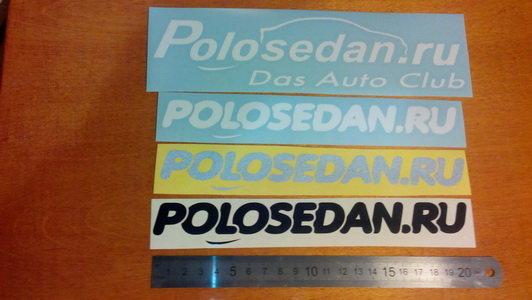 Polosedan.ru
Das Auto Club
POLOSEDAN.RU
POLOSEDAN.RU
POLOSEDAN.RU
1 2 3 4 5 6 7 8 9 10 11 12 13 14 15 16 17 18 19 20